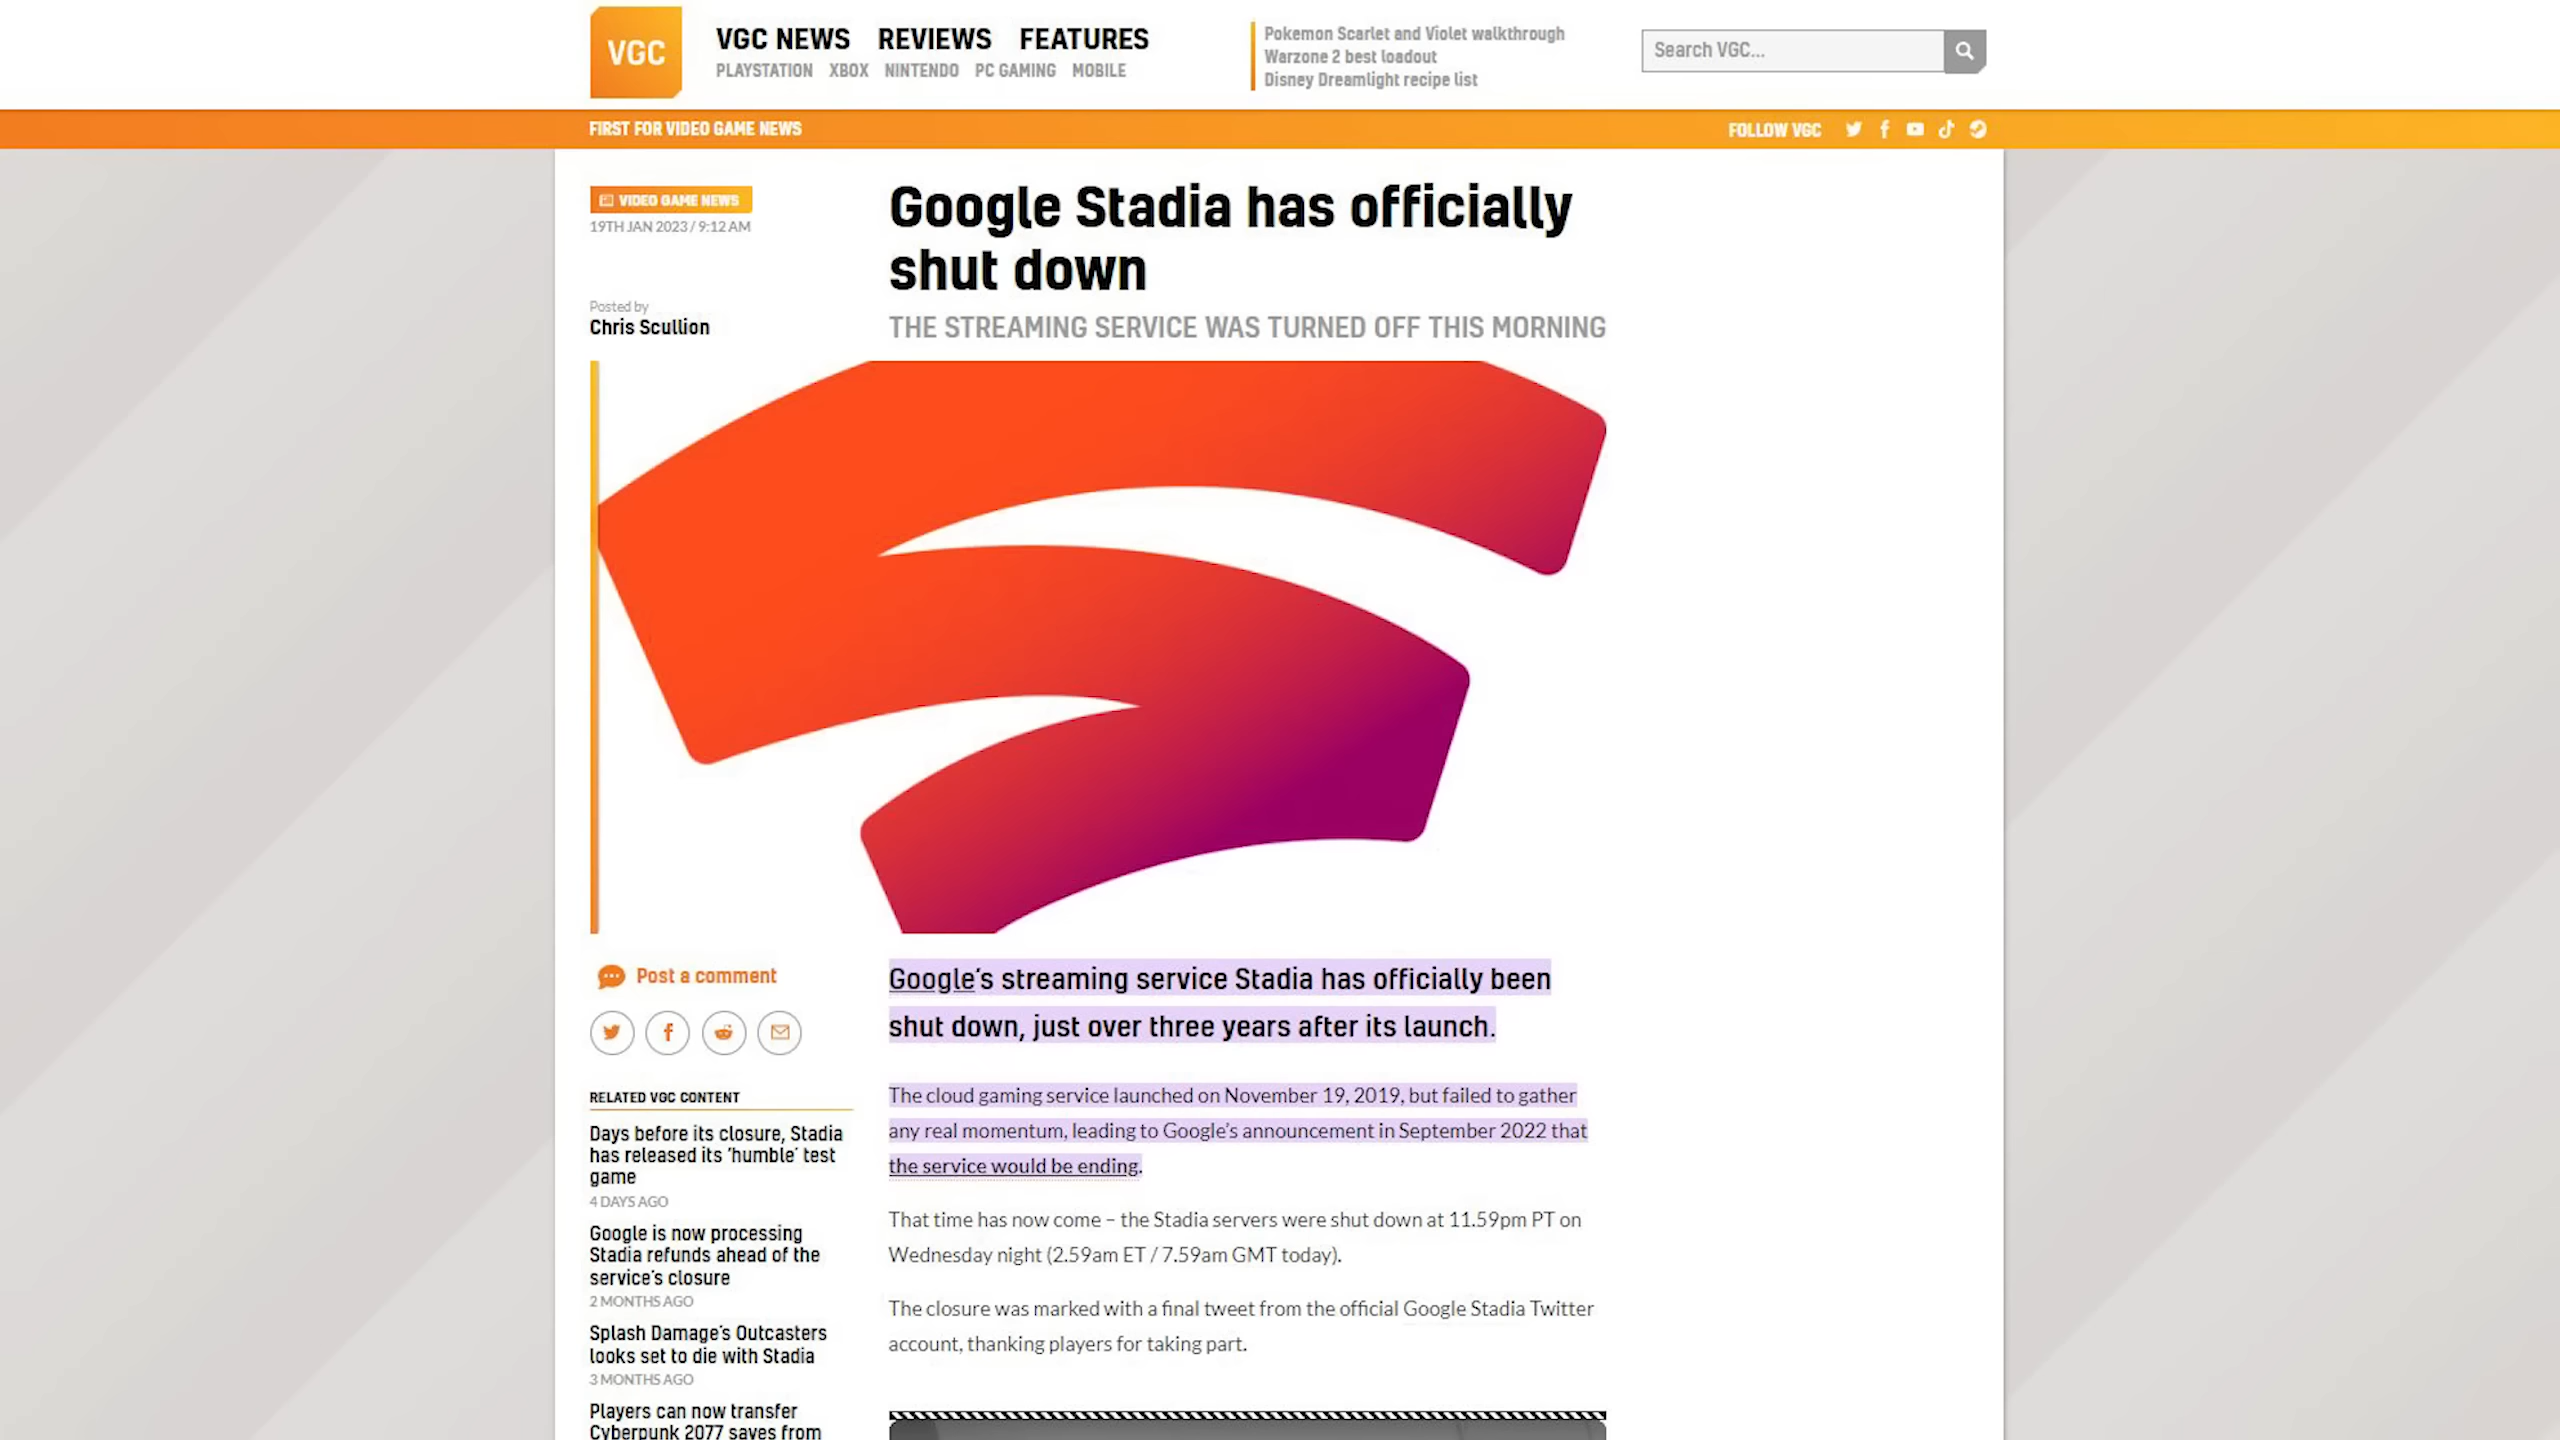 VGC
VGC NEWS REVIEWS FEATURES
PLAYSTATION XBOX NINTENDO PC GAMING MOBILE
Pokemon Scarlet and Violet walkthrough
Warzone 2 best loadout
Disney Dreamlight recipe list
Search VGC...
FIRST FOR VIDEO GAME NEWS
FOLLOW VGC
VIDEO GAME NEWS
19TH JAN 2023 / 9:12 AM
Posted by
Chris Scullion
Google Stadia has officially
shut down
THE STREAMING SERVICE WAS TURNED OFF THIS MORNING
Post a comment
RELATED VGC CONTENT
Days before its closure, Stadia
has released its ‘humble’ test
game
4 DAYS AGO
Google is now processing
Stadia refunds ahead of the
service’s closure
2 MONTHS AGO
Splash Damage’s Outcasters
looks set to die with Stadia
3 MONTHS AGO
Players can now transfer
Cyberpunk 2077 saves from
Google’s streaming service Stadia has officially been
shut down, just over three years after its launch.
The cloud gaming service launched on November 19, 2019, but failed to gather
any real momentum, leading to Google’s announcement in September 2022 that
the service would be ending.
That time has now come – the Stadia servers were shut down at 11.59pm PT on
Wednesday night (2.59am ET / 7.59am GMT today).
The closure was marked with a final tweet from the official Google Stadia Twitter
account, thanking players for taking part.